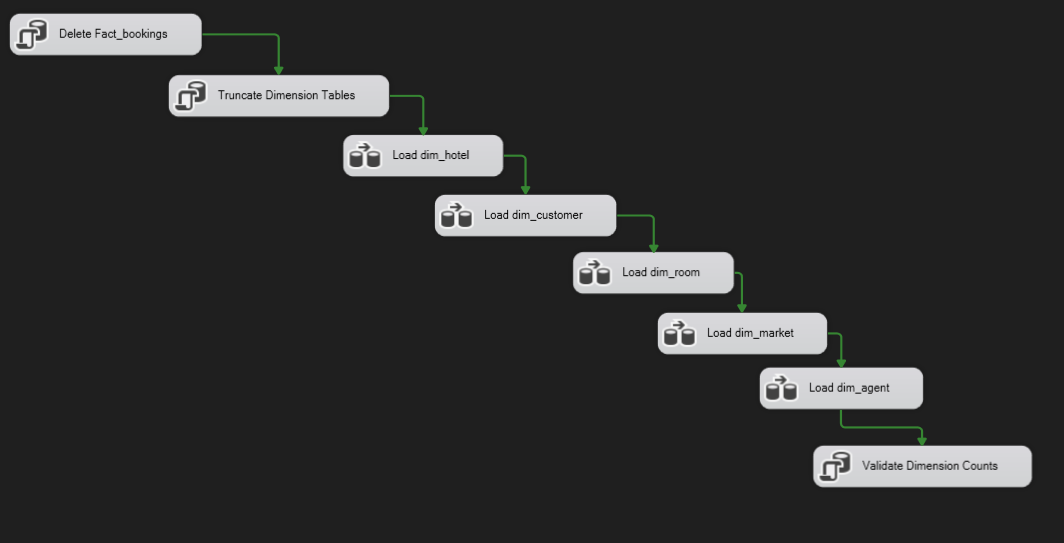 Delete Fact_bookings
Truncate Dimension Tables
Load dim_hotel
Load dim_customer
Load dim_room
Load dim_market
Load dim_agent
Validate Dimension Counts